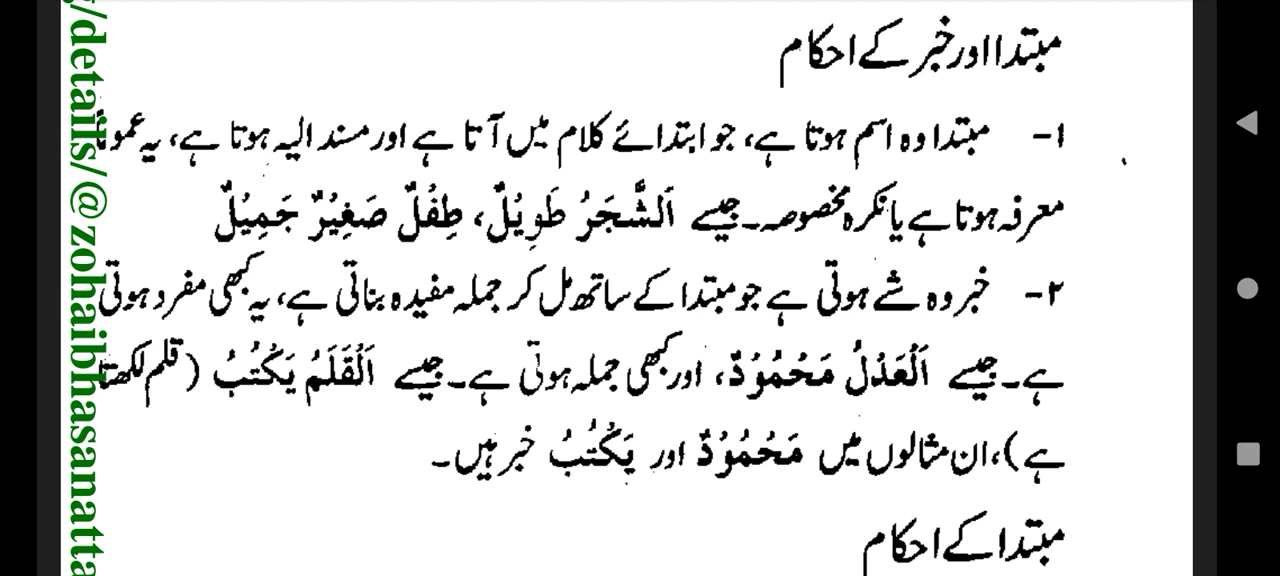 مبتدا اور خبر کے احکام
۱- مبتدا وہ اسم ہوتا ہے، جو ابتدائے کلام میں آتا ہے اور مسند الیہ ہوتا ہے، یہ عموماً
معرفہ ہوتا ہے یا نکرہ مخصوصہ۔ جیسے اَلشَّجَرُ طَوِيْلٌ، طِفْلٌ صَغِيْرٌ جَمِيْلٌ
۲- خبر وہ شے ہوتی ہے جو مبتدا کے ساتھ مل کر جملہ مفیدہ بناتی ہے، یہ کبھی مفرد ہوتی
ہے۔ جیسے اَلْعَدْلُ مَحْمُوْدٌ، اور کبھی جملہ ہوتی ہے۔ جیسے اَلْقَلَمُ يَكْتُبُ (قلم لکھتا
ہے)، ان مثالوں میں مَحْمُوْدٌ اور يَكْتُبُ خبر ہیں۔
مبتدا کے احکام
/details/@zohaibhasanatta